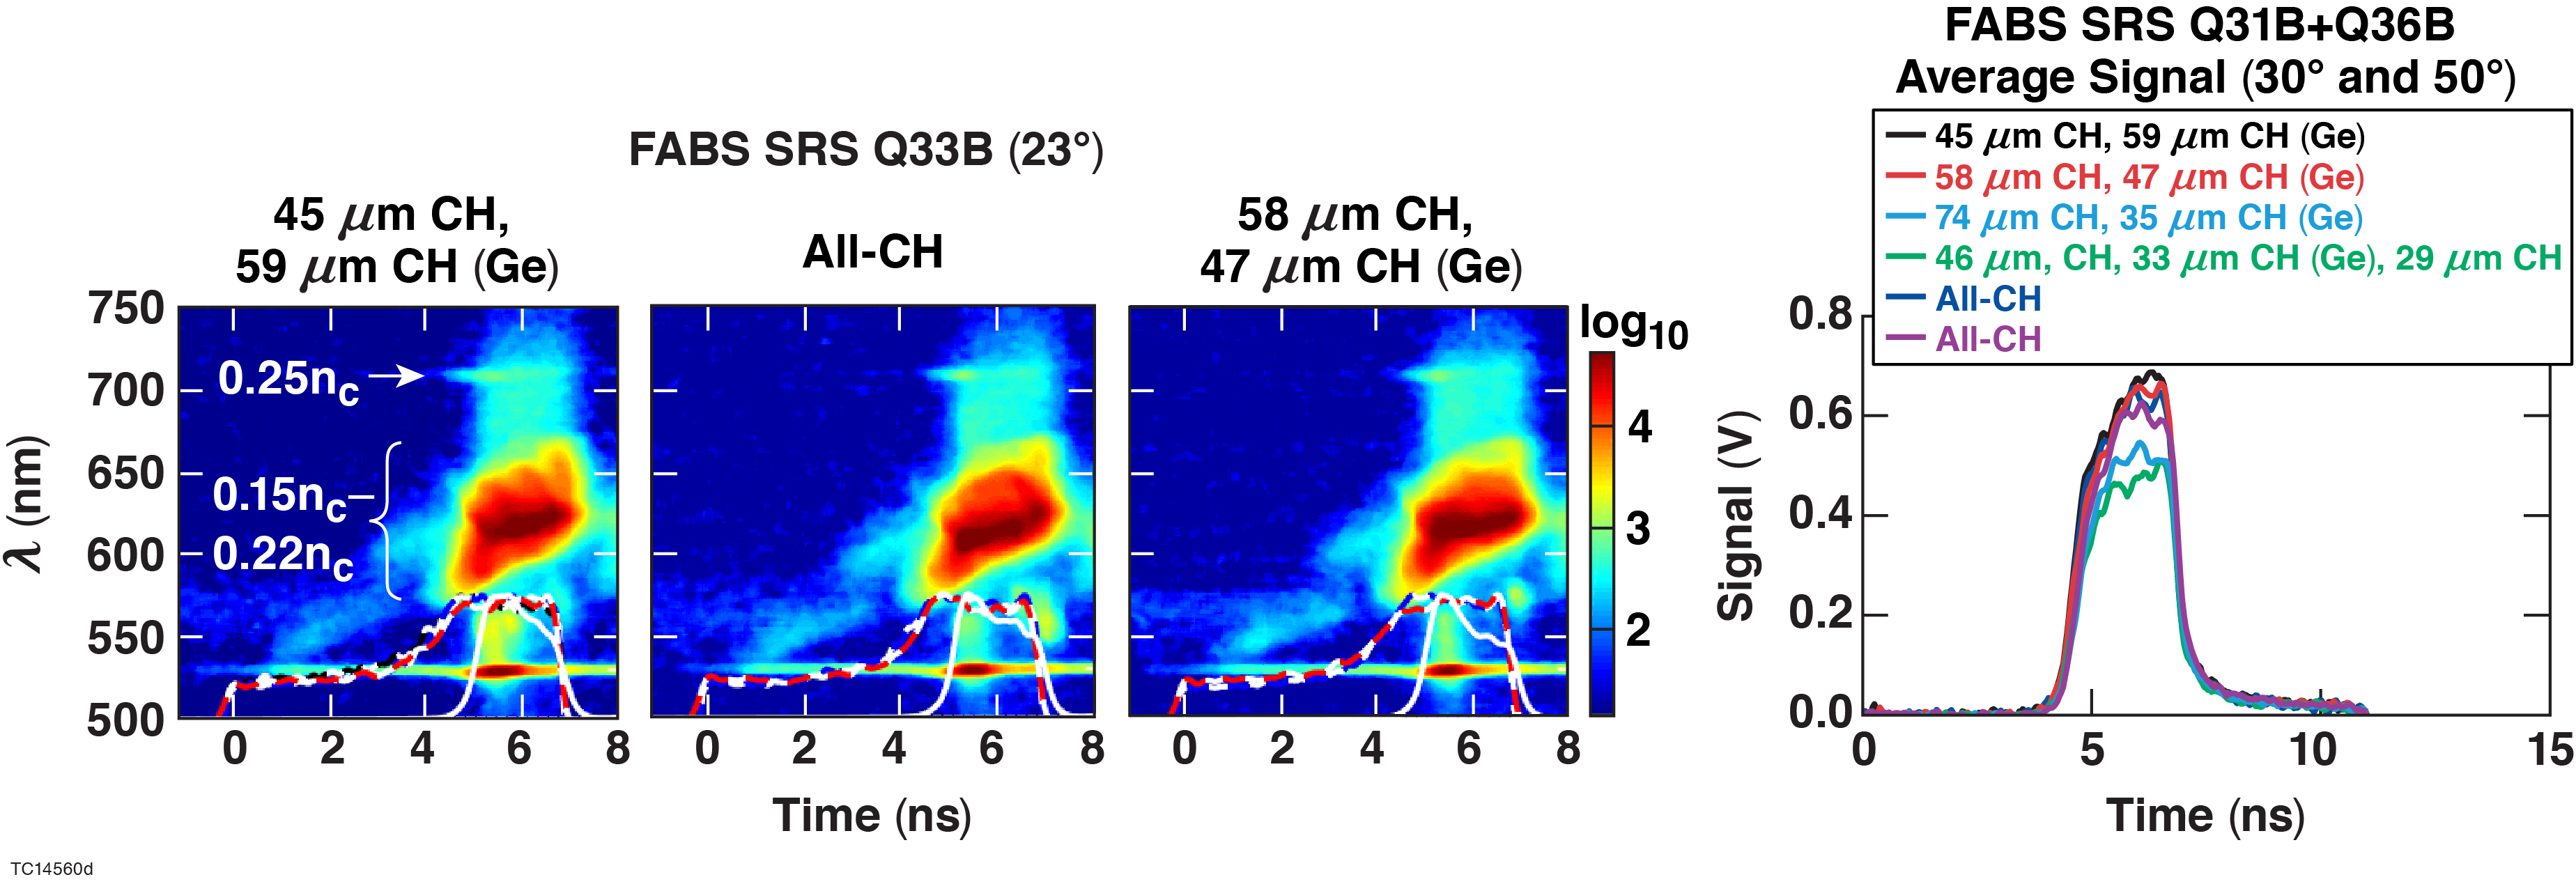 FABS SRS Q33B (23°)
45 μm CH,
59 μm CH (Ge)
All-CH
58 μm CH,
47 μm CH (Ge)
750
700
650
600
550
500
λ (nm)
0.25nc
0.15nc–
0.22nc
0 2 4 6 8
0 2 4 6 8
0 2 4 6 8
Time (ns)
log10
4
3
2
FABS SRS Q31B+Q36B
Average Signal (30° and 50°)
45 μm CH, 59 μm CH (Ge)
58 μm CH, 47 μm CH (Ge)
74 μm CH, 35 μm CH (Ge)
46 μm, CH, 33 μm CH (Ge), 29 μm CH
All-CH
All-CH
0.8
0.6
0.4
0.2
0.0
Signal (V)
0 5 10 15
Time (ns)
TC14560d